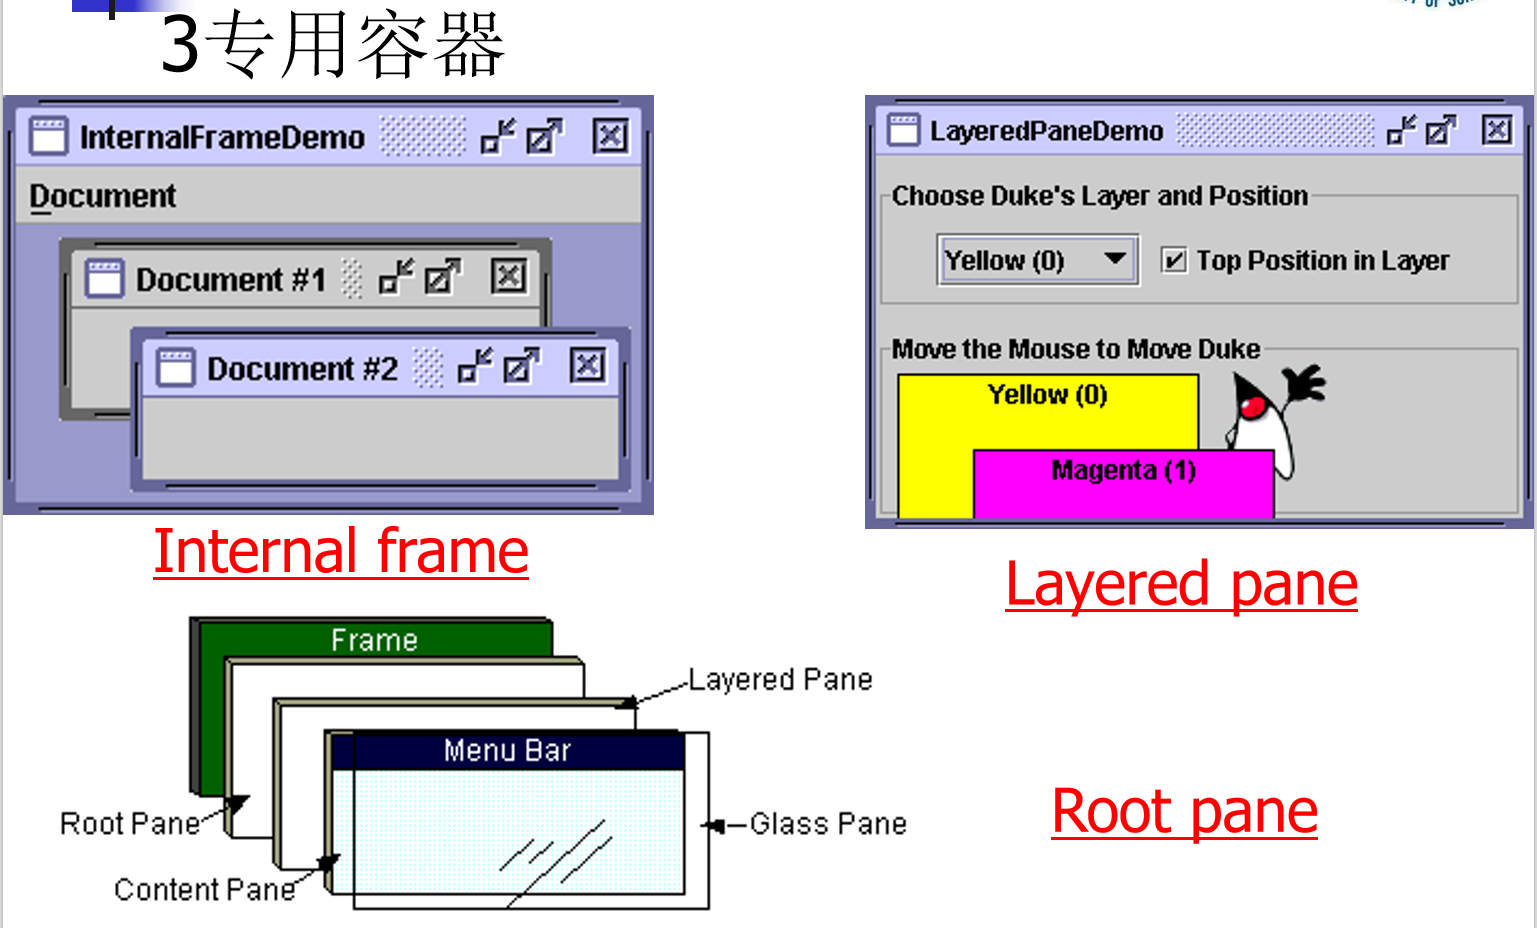 3专用容器
InternalFrameDemo
Document
Document #1
Document #2
Internal frame
LayeredPaneDemo
Choose Duke's Layer and Position
Yellow (0)
Top Position in Layer
Move the Mouse to Move Duke
Yellow (0)
Magenta (1)
Layered pane
Frame
Layered Pane
Menu Bar
Root Pane
Glass Pane
Content Pane
Root pane